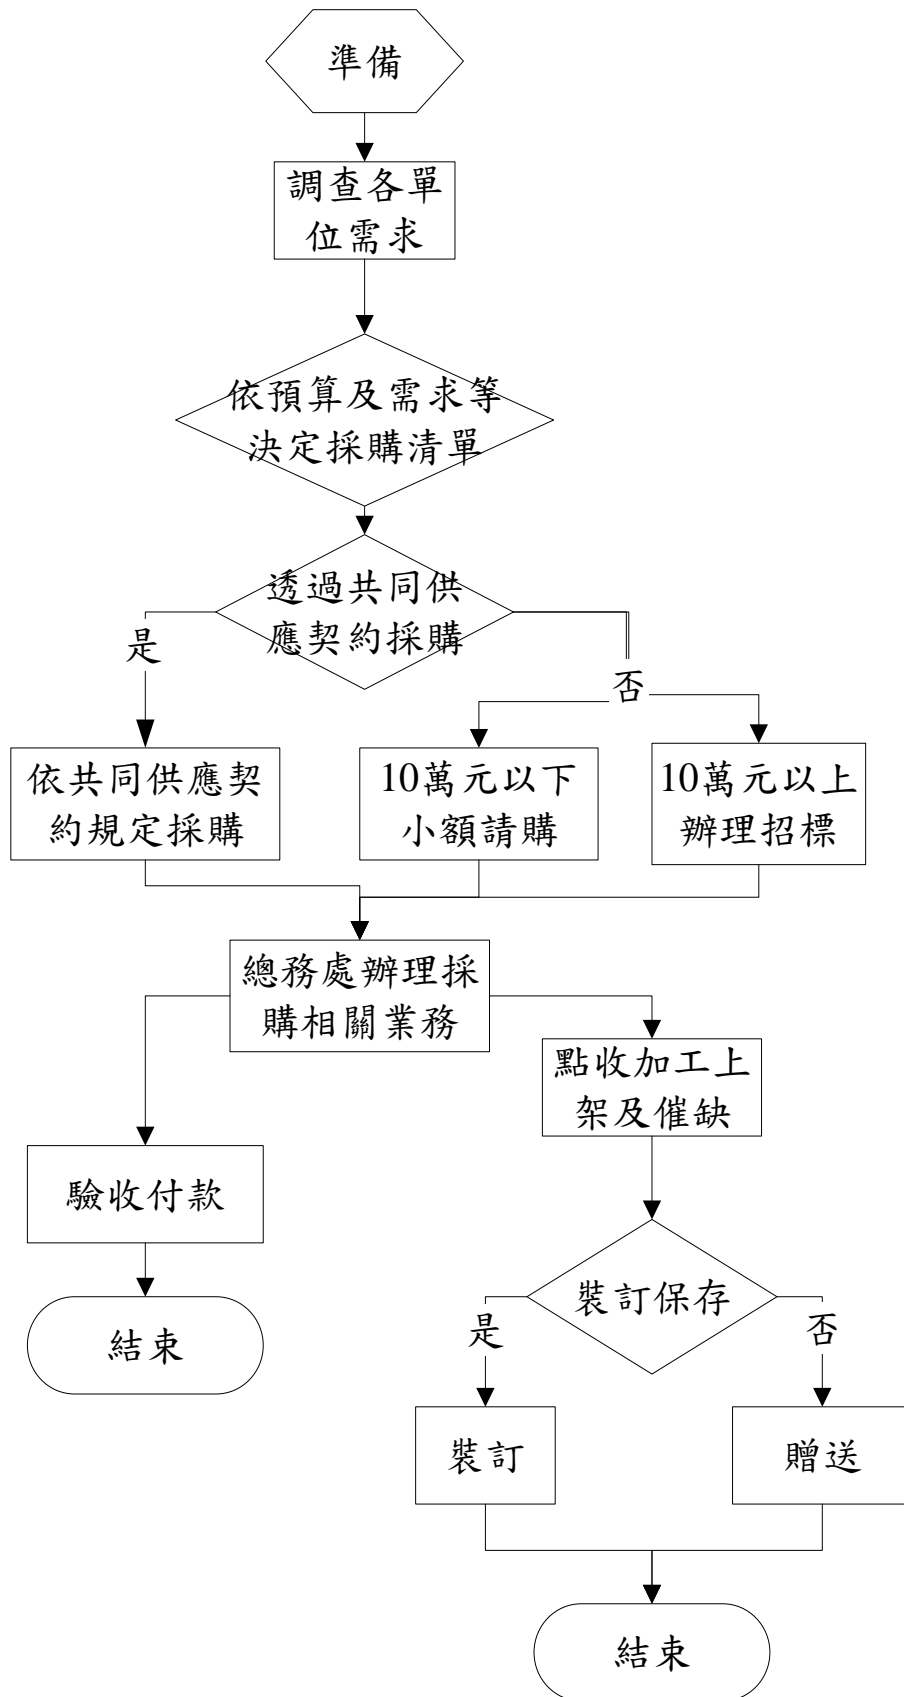 準備
調查各單
位需求
依預算及需求等
決定採購清單
透過共同供
應契約採購
是
否
依共同供應契
約規定採購
10萬元以下
小額請購
10萬元以上
辦理招標
總務處辦理採
購相關業務
點收加工上
架及催缺
驗收付款
裝訂保存
是
否
結束
裝訂
贈送
結束